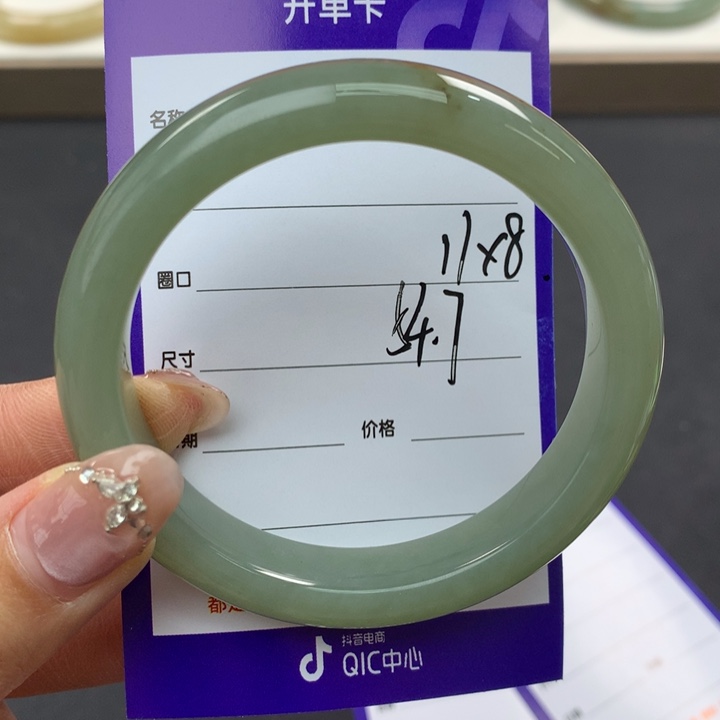 开单卡
名称
11x8
圈口
54.7
尺寸
期 价格
抖音电商
QIC中心